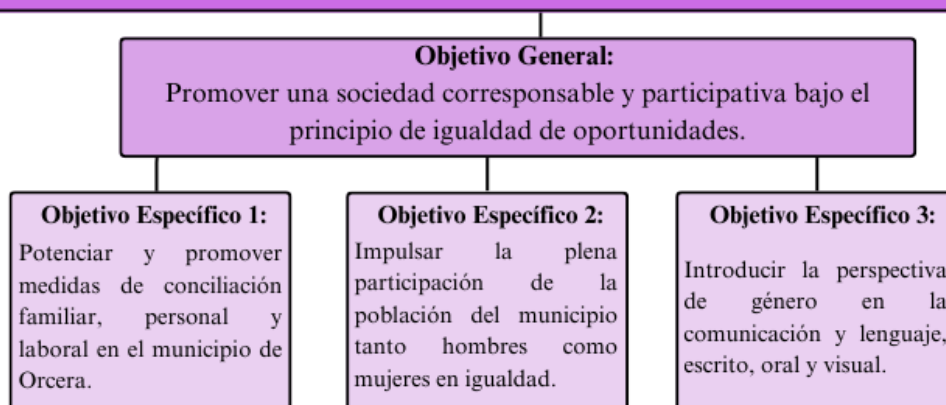 Objetivo General:
Promover una sociedad corresponsable y participativa bajo el
principio de igualdad de oportunidades.
Objetivo Específico 1:
Potenciar y promover
medidas de conciliación
familiar, personal y
laboral en el municipio de
Orcera.
Objetivo Específico 2:
Impulsar la plena
participación de la
población del municipio
tanto hombres como
mujeres en igualdad.
Objetivo Específico 3:
Introducir la perspectiva
de género en la
comunicación y lenguaje,
escrito, oral y visual.